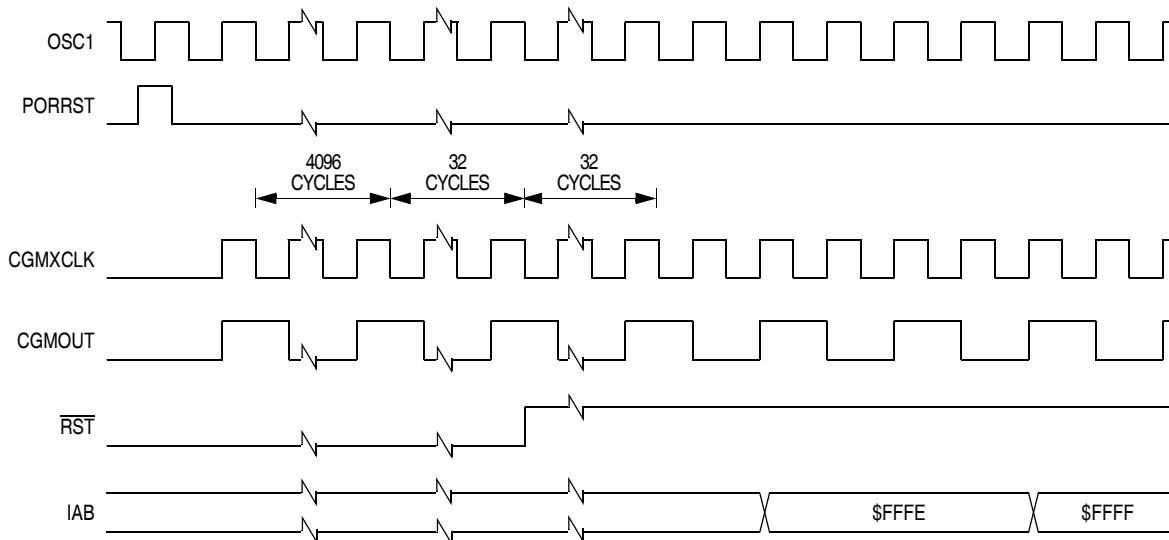 OSC1
PORRST
4096
CYCLES
32
CYCLES
32
CYCLES
CGMXCLK
CGMOUT
RST
IAB
$FFFE
$FFFF